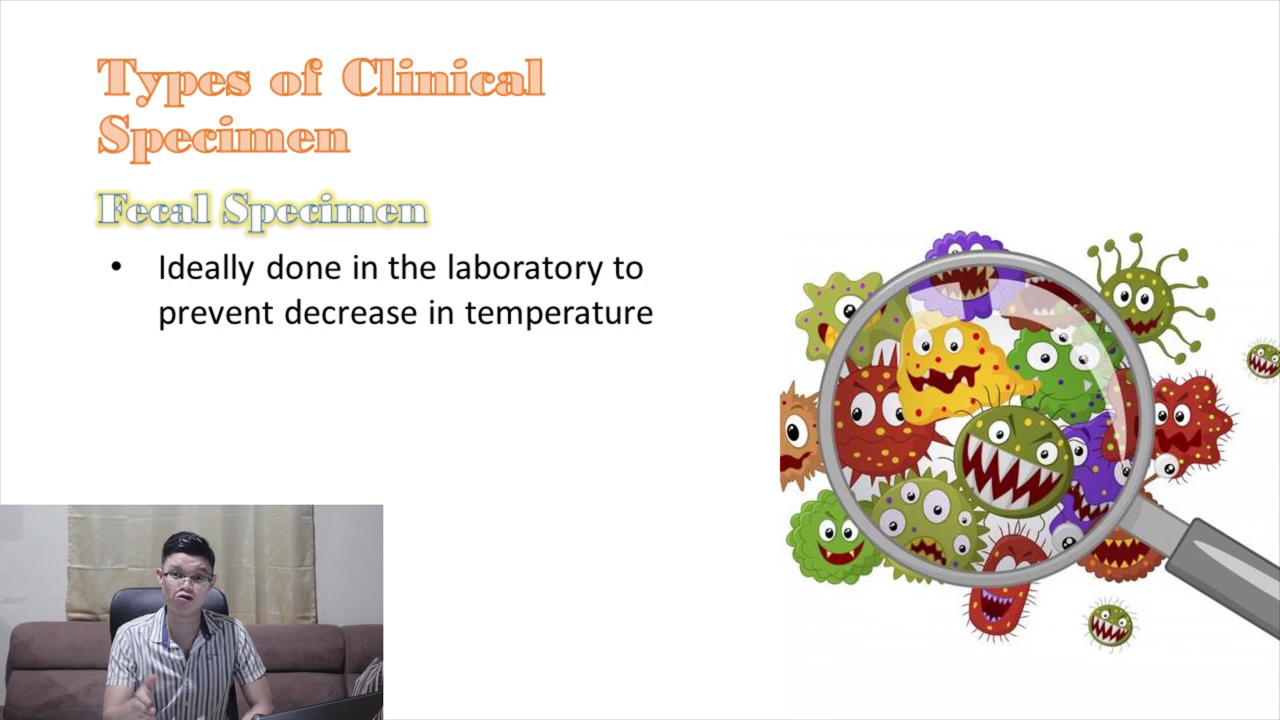 Types of Clinical
Specimen
Fecal Specimen
• Ideally done in the laboratory to
prevent decrease in temperature